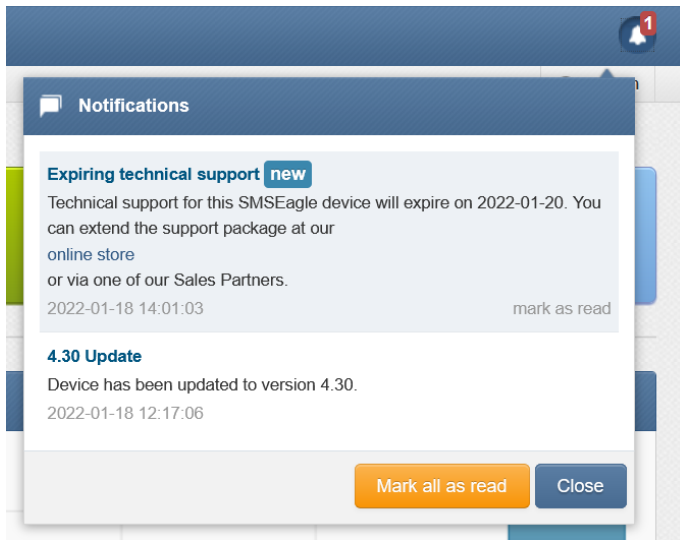 1
Notifications
Expiring technical support new
Technical support for this SMSEagle device will expire on 2022-01-20. You
can extend the support package at our
online store
or via one of our Sales Partners.
2022-01-18 14:01:03 mark as read
4.30 Update
Device has been updated to version 4.30.
2022-01-18 12:17:06
Mark all as read Close